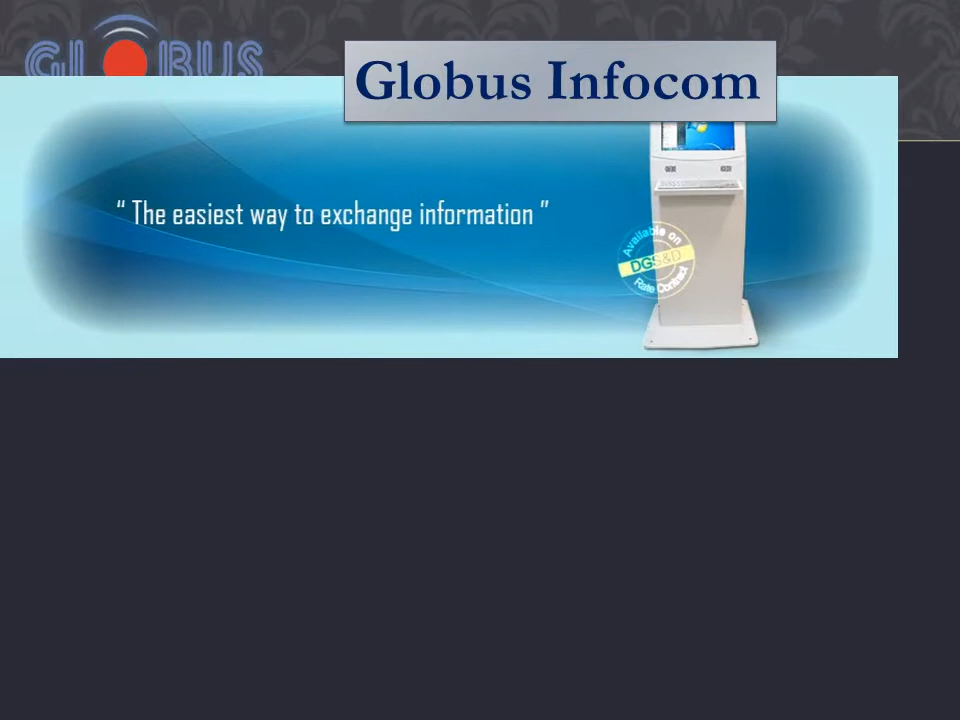 GLOBUS
Globus Infocom
“ The easiest way to exchange information ”
Available on
DGS&D
Rate Contract